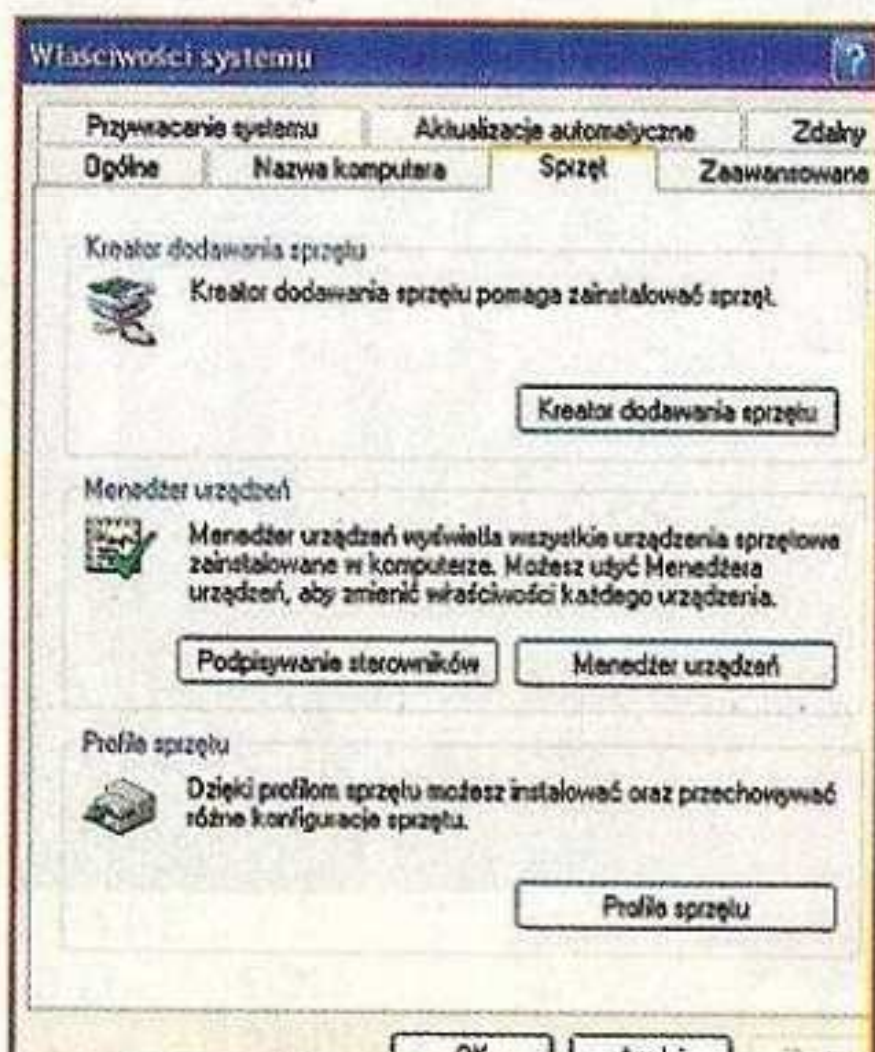 Właściwości systemu
Przywracanie systemu Aktualizacje automatyczne Zdalny
Ogólne Nazwa komputera Sprzęt Zaawansowane
Kreator dodawania sprzętu
Kreator dodawania sprzętu pomaga zainstalować sprzęt.
Kreator dodawania sprzętu
Menedżer urządzeń
Menedżer urządzeń wyświetla wszystkie urządzenia sprzętowe
zainstalowane w komputerze. Możesz użyć Menedżera
urządzeń, aby zmienić właściwości każdego urządzenia.
Podpisywanie sterowników Menedżer urządzeń
Profile sprzętu
Dzięki profilom sprzętu możesz instalować oraz przechowywać
różne konfiguracje sprzętu.
Profile sprzętu
OK